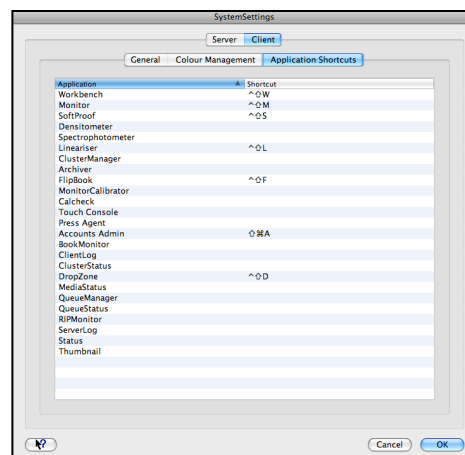 SystemSettings
Server Client
General Colour Management Application Shortcuts
Application Shortcut
Workbench ^⇧W
Monitor ^⇧M
SoftProof ^⇧S
Densitometer
Spectrophotometer
Lineariser ^⇧L
ClusterManager
Archiver
FlipBook ^⇧F
MonitorCalibrator
Calcheck
Touch Console
Press Agent
Accounts Admin ⇧⌘A
BookMonitor
ClientLog
ClusterStatus
DropZone ^⇧D
MediaStatus
QueueManager
QueueStatus
RIPMonitor
ServerLog
Status
Thumbnail
? Cancel OK